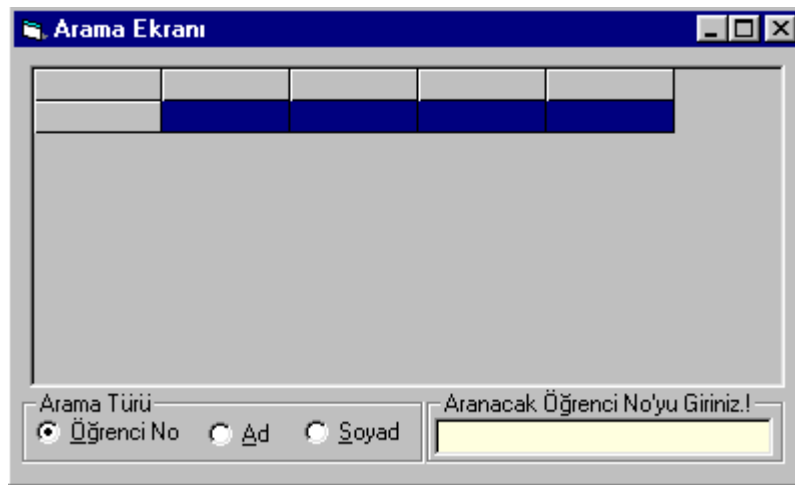 Arama Ekranı
Arama Türü
Öğrenci No Ad Soyad
Aranacak Öğrenci No'yu Giriniz.!